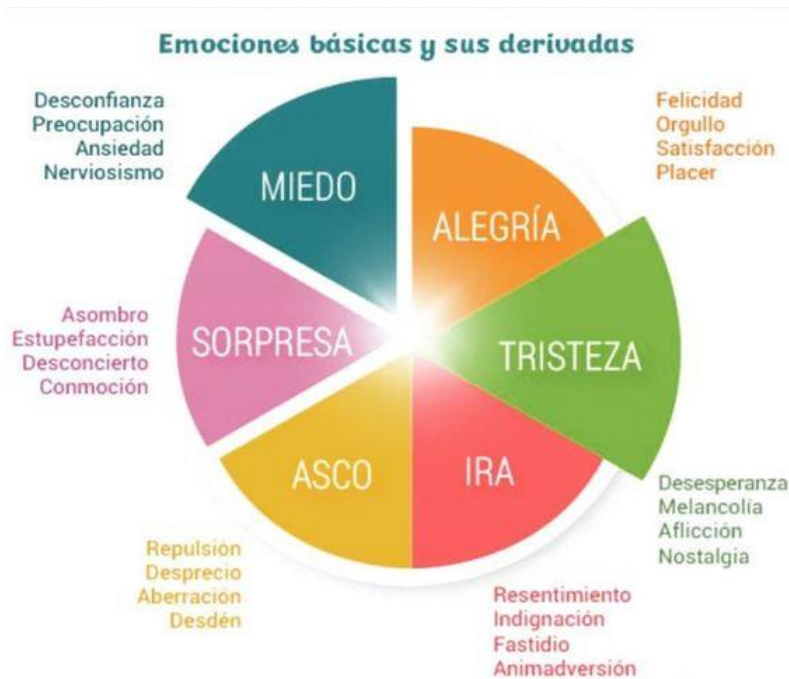 Emociones básicas y sus derivadas
Desconfianza
Preocupación
Ansiedad
Nerviosismo
MIEDO
Felicidad
Orgullo
Satisfacción
Placer
ALEGRÍA
Asombro
Estupefacción
Desconcierto
Conmoción
SORPRESA
TRISTEZA
Desesperanza
Melancolía
Aflicción
Nostalgia
ASCO
IRA
Repulsión
Desprecio
Aberración
Desdén
Resentimiento
Indignación
Fastidio
Animadversión